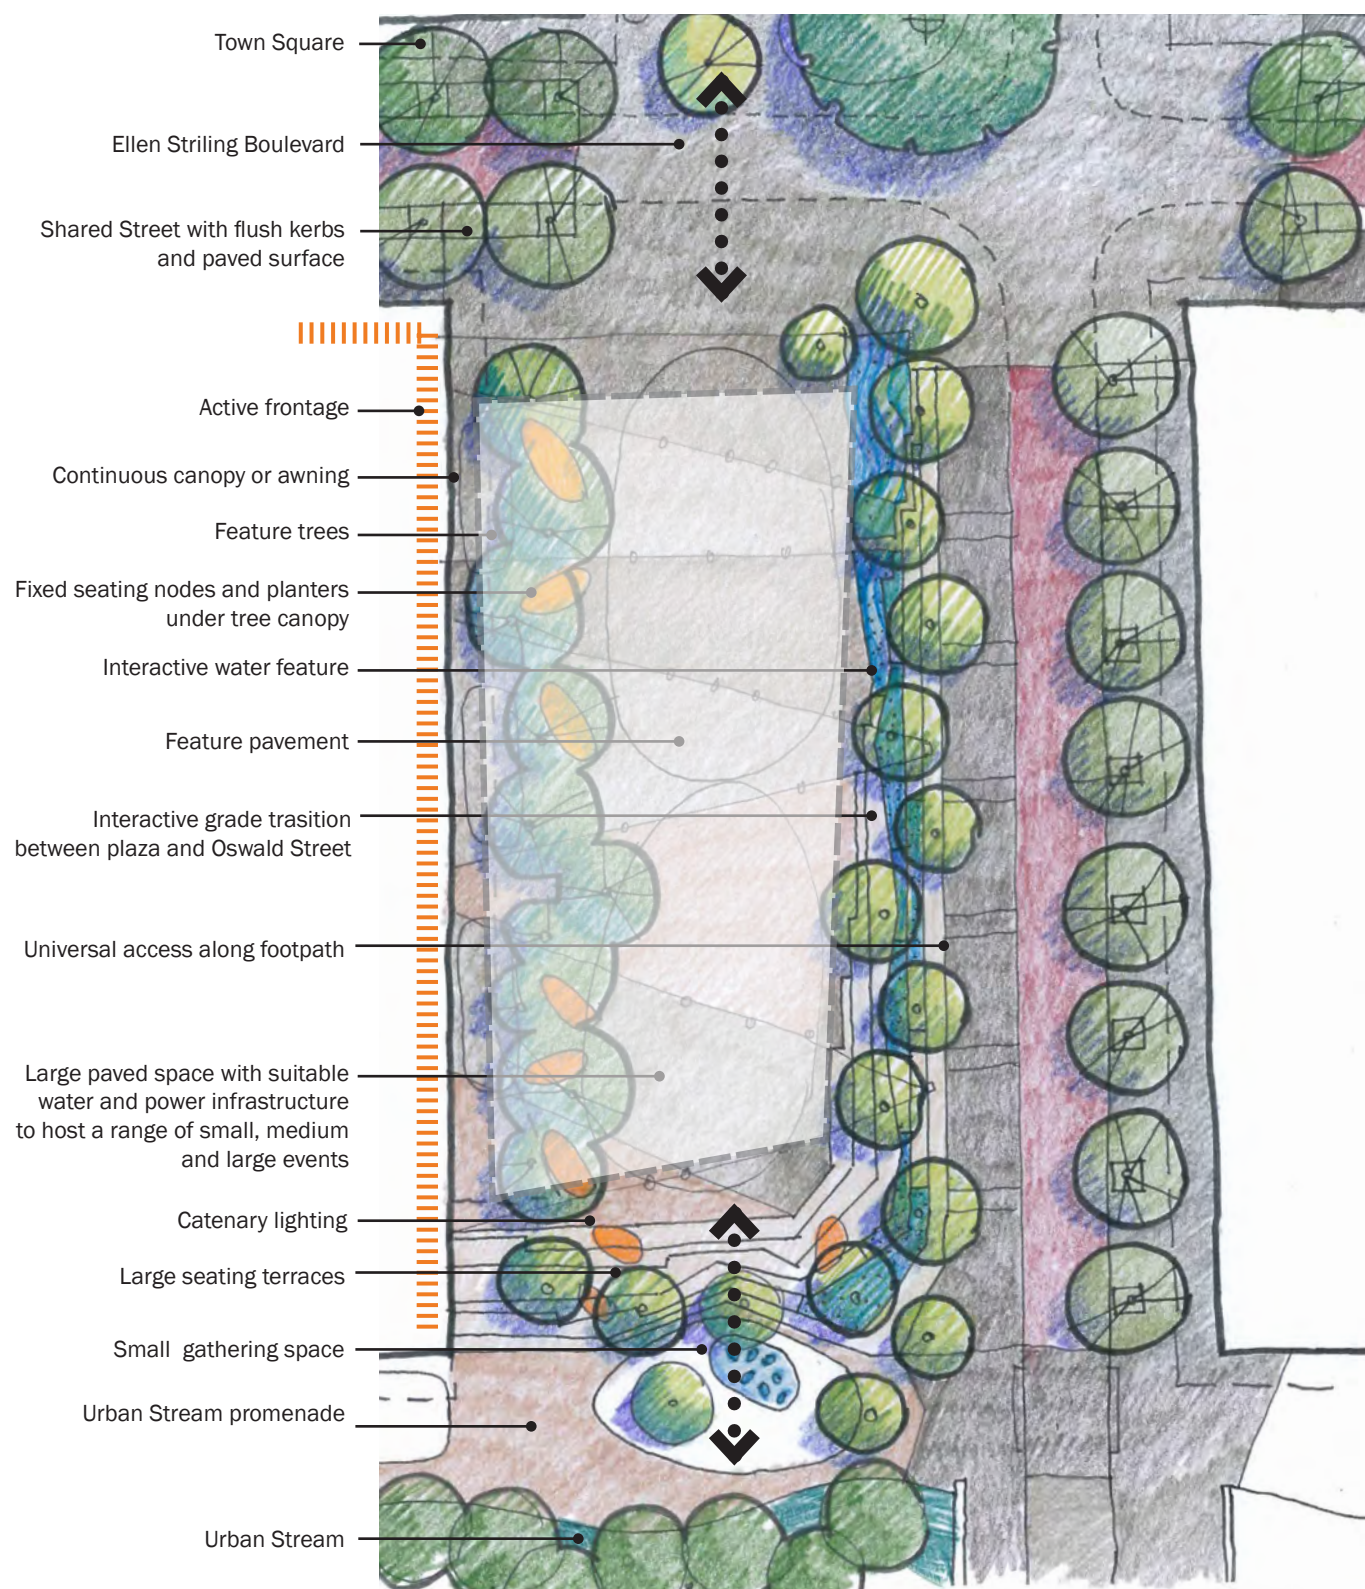 Town Square
Ellen Striling Boulevard
Shared Street with flush kerbs
and paved surface
Active frontage
Continuous canopy or awning
Feature trees
Fixed seating nodes and planters
under tree canopy
Interactive water feature
Feature pavement
Interactive grade trasition
between plaza and Oswald Street
Universal access along footpath
Large paved space with suitable
water and power infrastructure
to host a range of small, medium
and large events
Catenary lighting
Large seating terraces
Small gathering space
Urban Stream promenade
Urban Stream